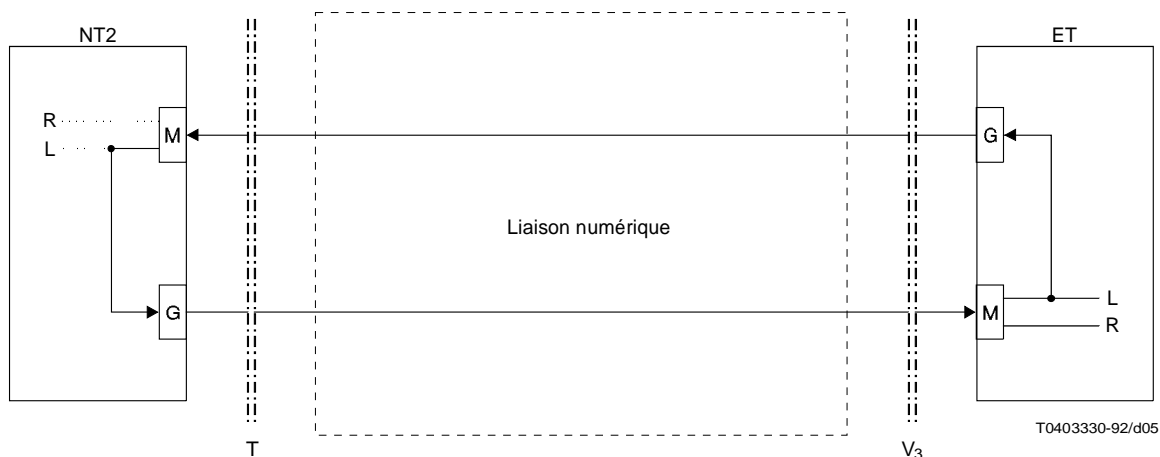 NT2
ET
R
M
G
L
Liaison numérique
G
M
L
R
T
V3
T0403330-92/d05